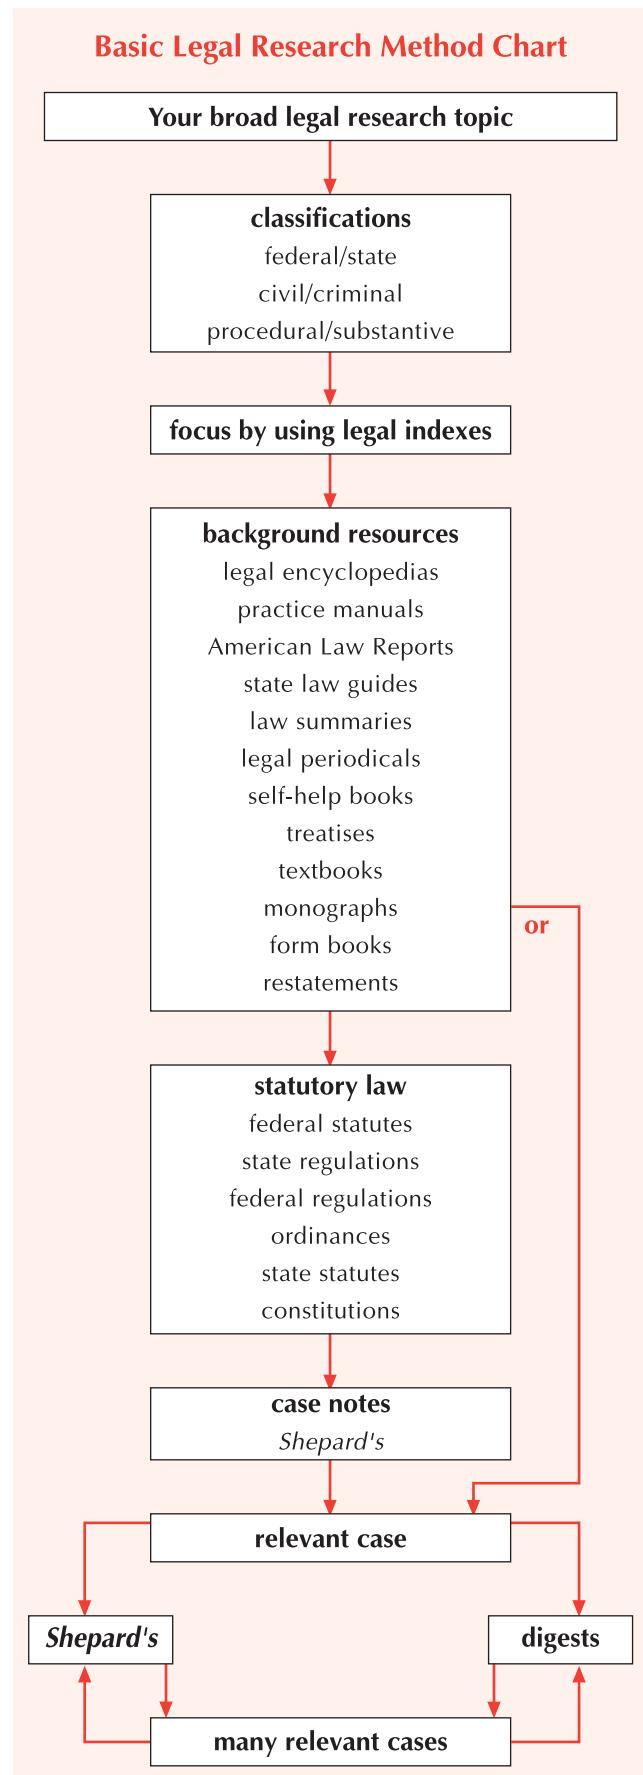 Basic Legal Research Method Chart
Your broad legal research topic
classifications
federal/state
civil/criminal
procedural/substantive
focus by using legal indexes
background resources
legal encyclopedias
practice manuals
American Law Reports
state law guides
law summaries
legal periodicals
self-help books
treatises
textbooks
monographs
or
form books
restatements
statutory law
federal statutes
state regulations
federal regulations
ordinances
state statutes
constitutions
case notes
Shepard's
relevant case
Shepard's
digests
many relevant cases